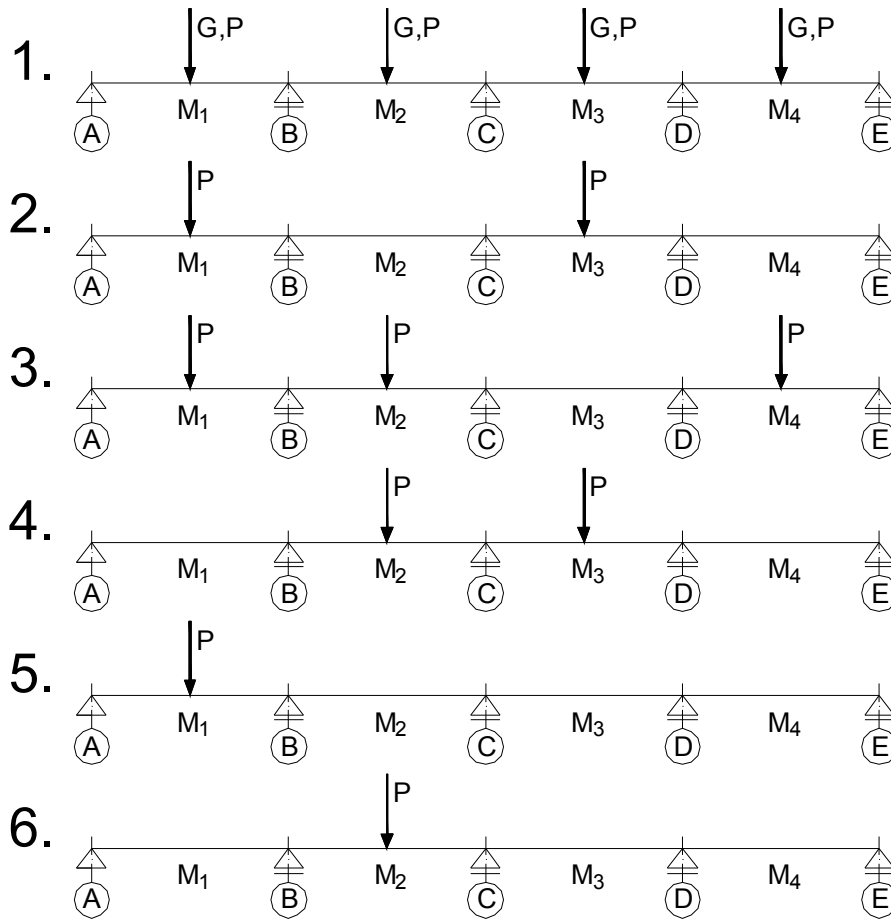 G,P G,P G,P G,P
1.
M₁ M₂ M₃ M₄
A B C D E
P P
2.
M₁ M₂ M₃ M₄
A B C D E
P P P
3.
M₁ M₂ M₃ M₄
A B C D E
P P
4.
M₁ M₂ M₃ M₄
A B C D E
P
5.
M₁ M₂ M₃ M₄
A B C D E
P
6.
M₁ M₂ M₃ M₄
A B C D E